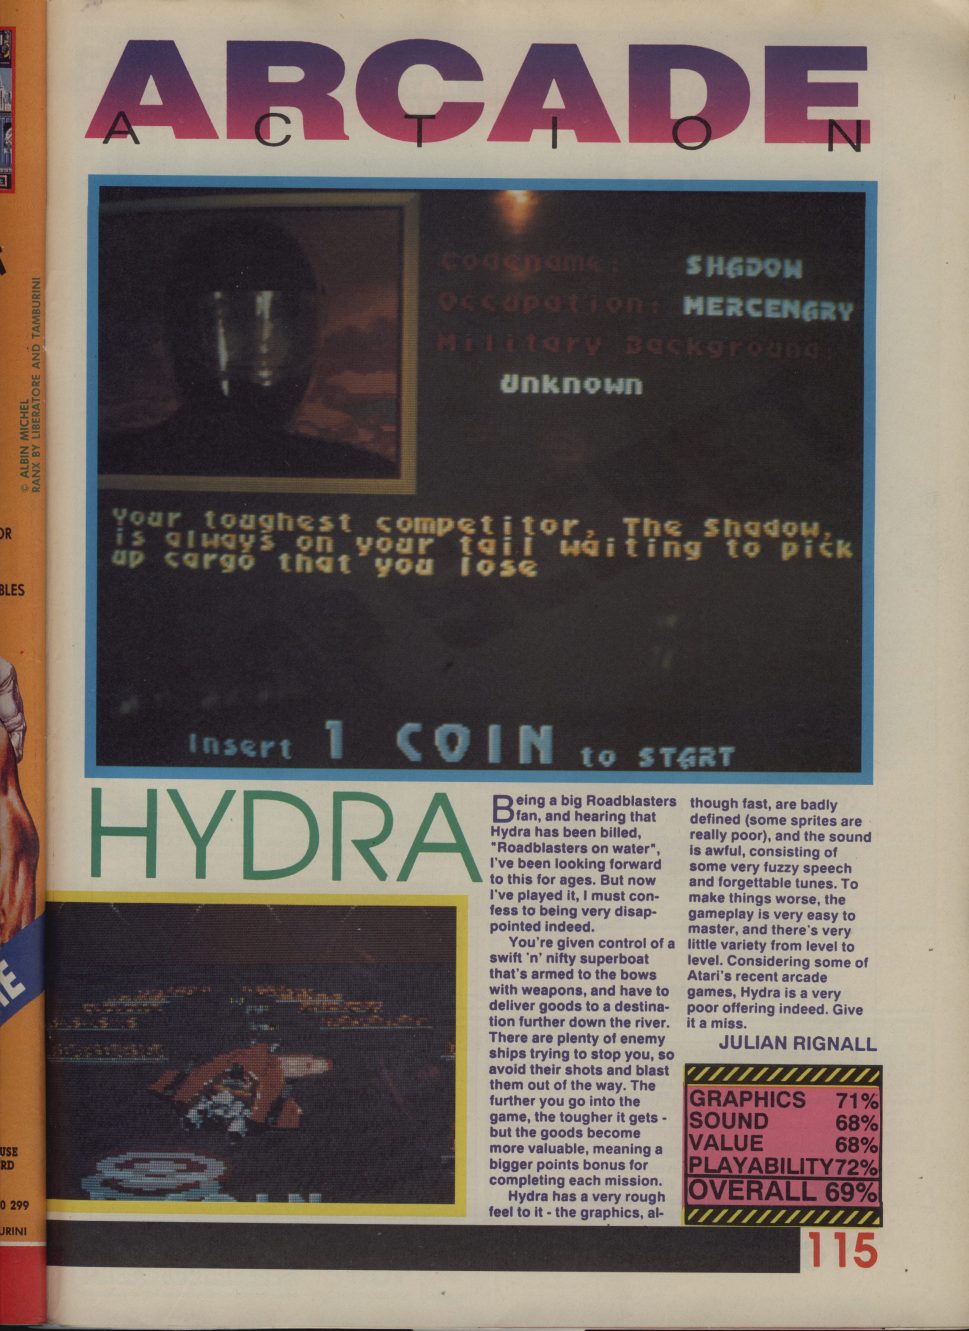 ARCADE
ACTION
Codename: SHADOW
Occupation: MERCENARY
Military Background:
Unknown
Your toughest competitor, The Shadow,
is always on your tail waiting to pick
up cargo that you lose
Insert 1 COIN to START
© ALBIN MICHEL
RANX BY LIBERATORE AND TAMBURINI
OR
BLES
USE
RD
0 299
URINI
HYDRA
Being a big Roadblasters
fan, and hearing that
Hydra has been billed,
"Roadblasters on water",
I've been looking forward
to this for ages. But now
I've played it, I must con-
fess to being very disap-
pointed indeed.
You're given control of a
swift 'n' nifty superboat
that's armed to the bows
with weapons, and have to
deliver goods to a destina-
tion further down the river.
There are plenty of enemy
ships trying to stop you, so
avoid their shots and blast
them out of the way. The
further you go into the
game, the tougher it gets -
but the goods become
more valuable, meaning a
bigger points bonus for
completing each mission.
Hydra has a very rough
feel to it - the graphics, al-
though fast, are badly
defined (some sprites are
really poor), and the sound
is awful, consisting of
some very fuzzy speech
and forgettable tunes. To
make things worse, the
gameplay is very easy to
master, and there's very
little variety from level to
level. Considering some of
Atari's recent arcade
games, Hydra is a very
poor offering indeed. Give
it a miss.
JULIAN RIGNALL
GRAPHICS 71%
SOUND 68%
VALUE 68%
PLAYABILITY 72%
OVERALL 69%
115